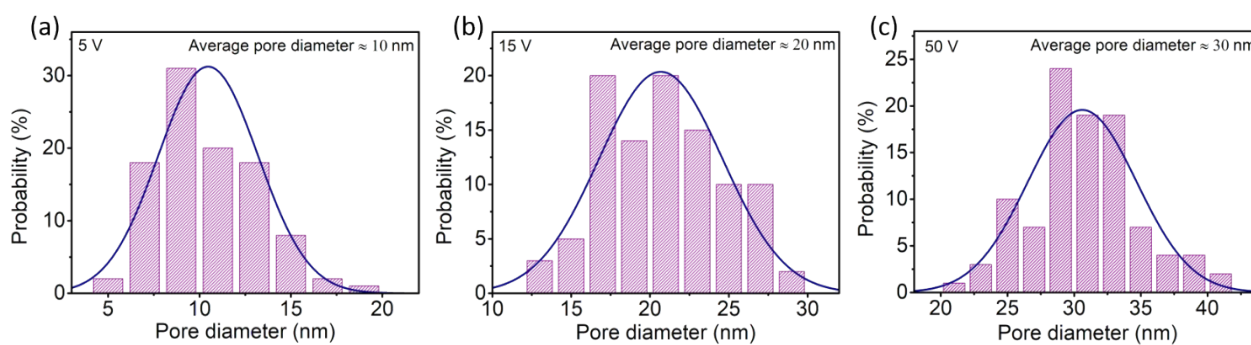 (a)
5 V
Average pore diameter ≈ 10 nm
Probability (%)
30
20
10
0
5
10
15
20
Pore diameter (nm)
(b)
15 V
Average pore diameter ≈ 20 nm
Probability (%)
20
15
10
5
0
10
15
20
25
30
Pore diameter (nm)
(c)
50 V
Average pore diameter ≈ 30 nm
Probability (%)
25
20
15
10
5
0
20
25
30
35
40
Pore diameter (nm)